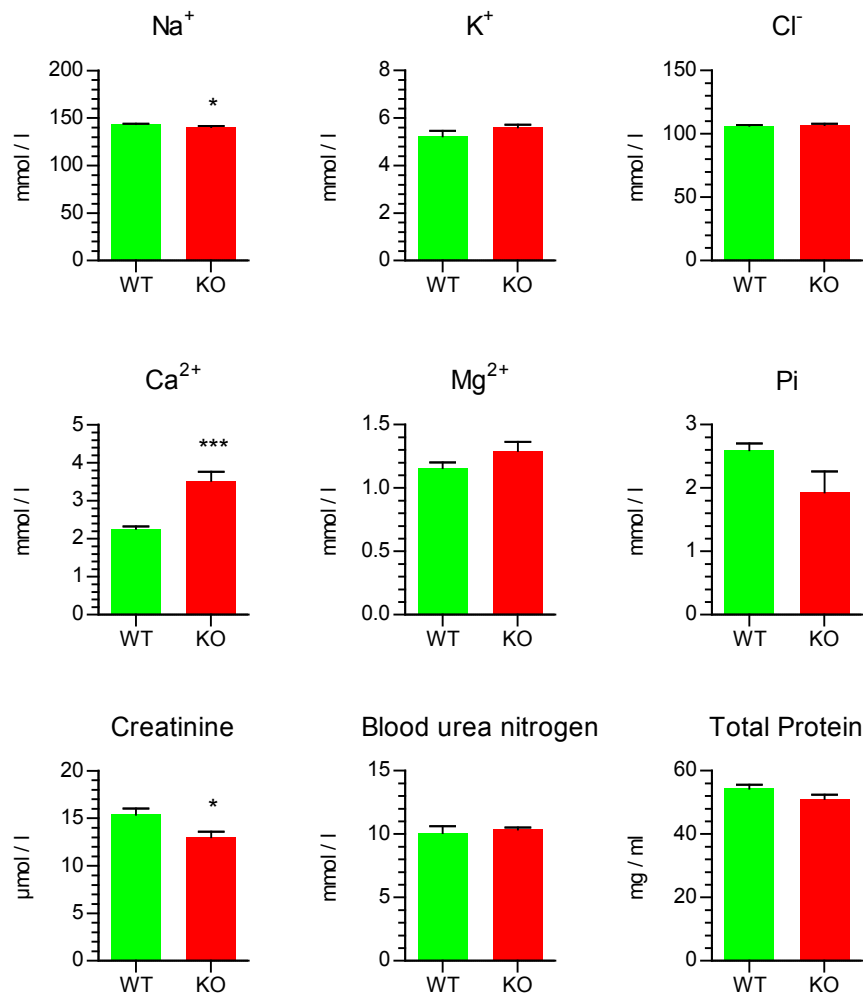 Na⁺ K⁺ Cl⁻
200 8 150
* 
150 6
100
100 4
50
50 2
0 0 0
mmol / l mmol / l mmol / l
WT KO WT KO WT KO
Ca²⁺ Mg²⁺ Pi
5 1.5 3
***
4
1.0 2
3
2
0.5 1
1
0 0.0 0
mmol / l mmol / l mmol / l
WT KO WT KO WT KO
Creatinine Blood urea nitrogen Total Protein
20 15 60
*
15
10 40
10
5 20
5
0 0 0
µmol / l mmol / l mg / ml
WT KO WT KO WT KO